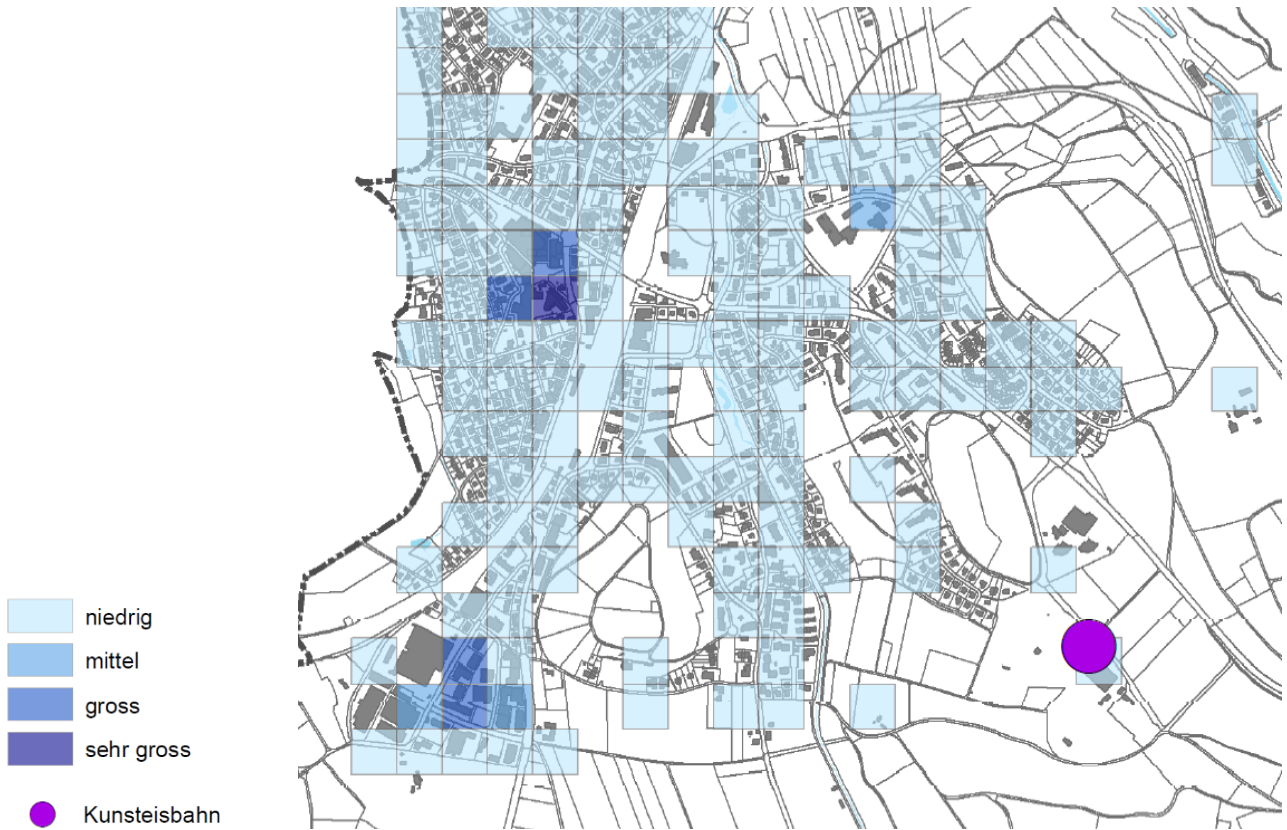 niedrig
mittel
gross
sehr gross
Kunsteisbahn